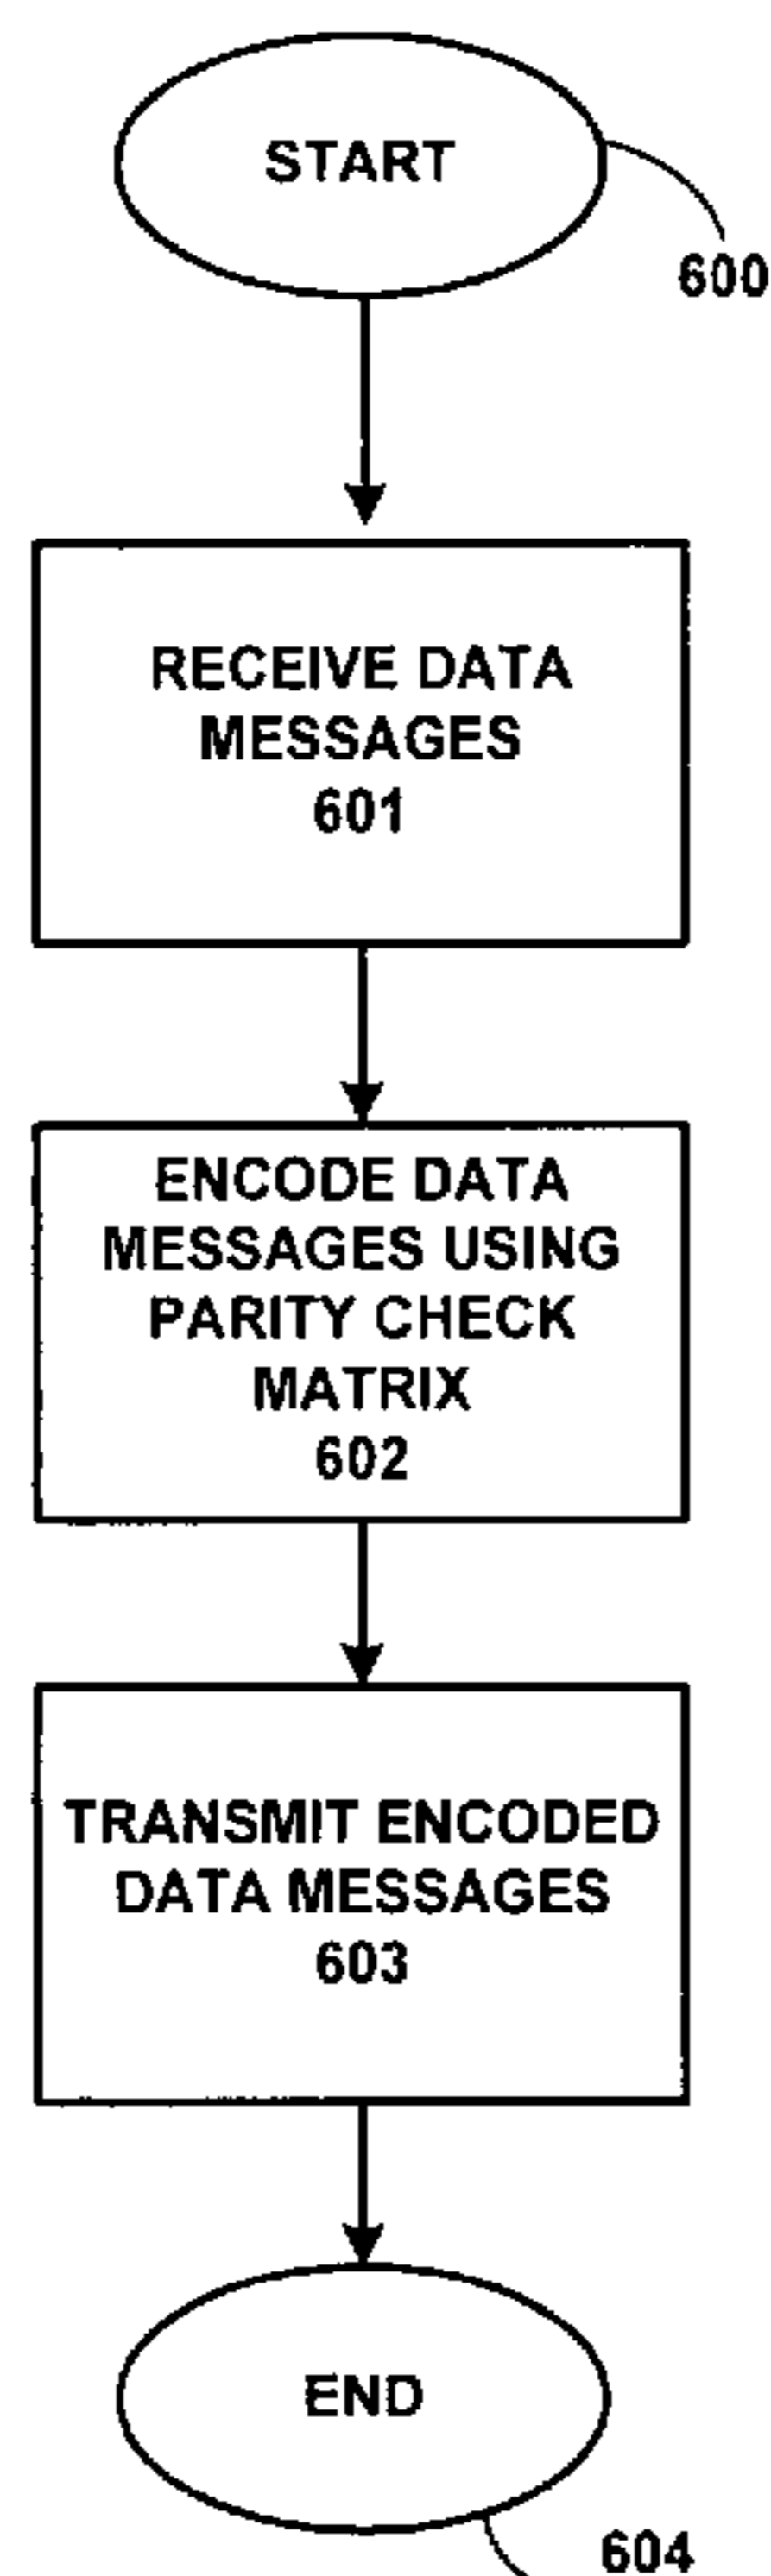 START
600
RECEIVE DATA
MESSAGES
601
ENCODE DATA
MESSAGES USING
PARITY CHECK
MATRIX
602
TRANSMIT ENCODED
DATA MESSAGES
603
END
604